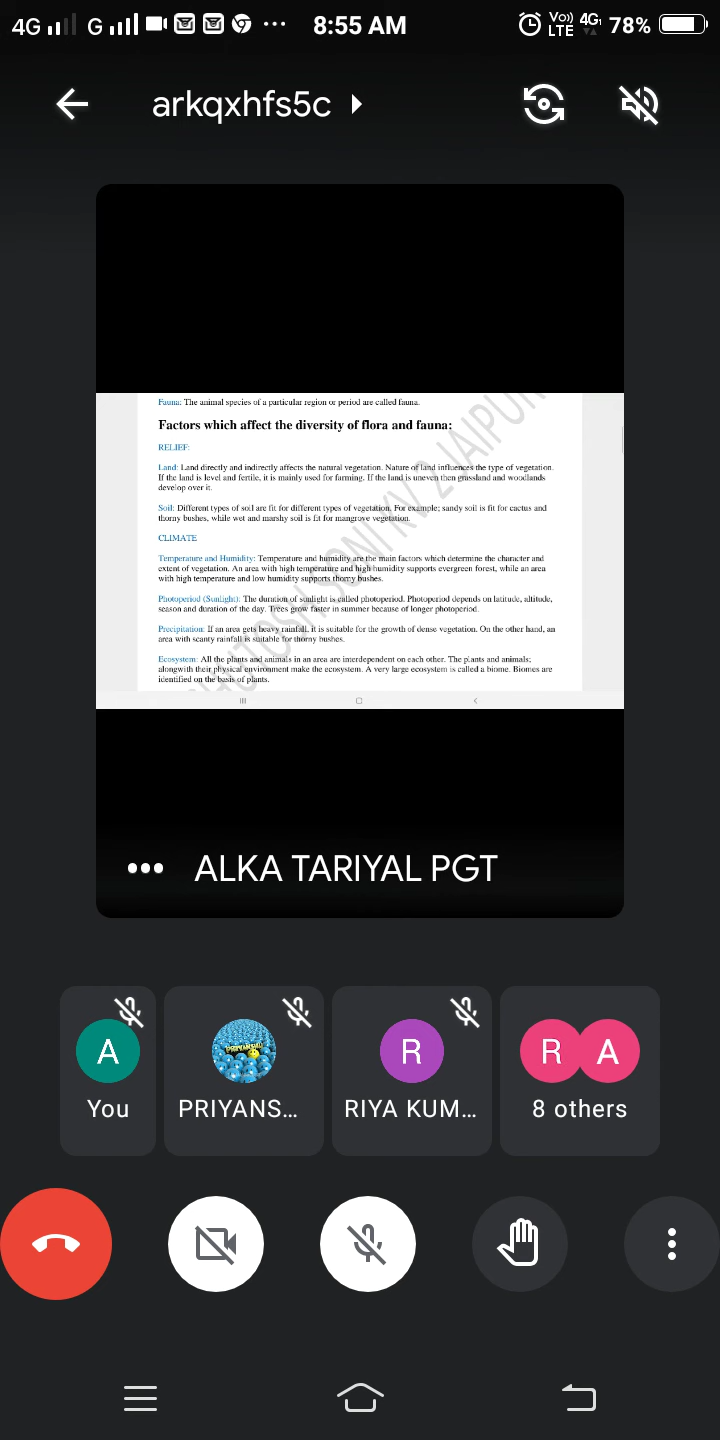 4G G 8:55 AM Vo)) LTE 4G 78%
arkqxhfs5c
Fauna: The animal species of a particular region or period are called fauna.
Factors which affect the diversity of flora and fauna:
RELIEF:
Land: Land directly and indirectly affects the natural vegetation. Nature of land influences the type of vegetation.
If the land is level and fertile, it is mainly used for farming. If the land is uneven then grassland and woodlands
develop over it.
Soil: Different types of soil are fit for different types of vegetation. For example; sandy soil is fit for cactus and
thorny bushes, while wet and marshy soil is fit for mangrove vegetation.
CLIMATE
Temperature and Humidity: Temperature and humidity are the main factors which determine the character and
extent of vegetation. An area with high temperature and high humidity supports evergreen forest, while an area
with high temperature and low humidity supports thorny bushes.
Photoperiod (Sunlight): The duration of sunlight is called photoperiod. Photoperiod depends on latitude, altitude,
season and duration of the day. Trees grow faster in summer because of longer photoperiod.
Precipitation: If an area gets heavy rainfall, it is suitable for the growth of dense vegetation. On the other hand, an
area with scanty rainfall is suitable for thorny bushes.
Ecosystem: All the plants and animals in an area are interdependent on each other. The plants and animals;
alongwith their physical environment make the ecosystem. A very large ecosystem is called a biome. Biomes are
identified on the basis of plants.
SONI KV 2 JAIPUR
ALKA TARIYAL PGT
A PRIYANSHU R R A
You PRIYANS... RIYA KUM... 8 others